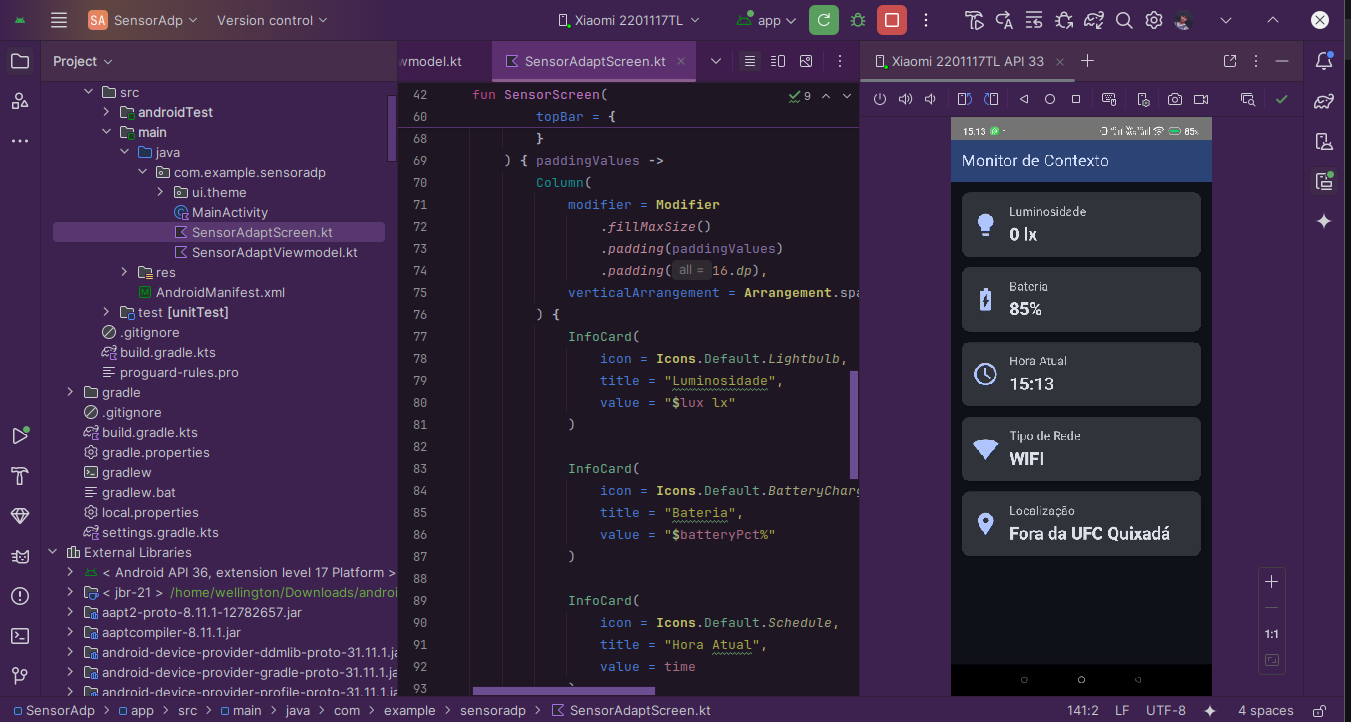 SA SensorAdp Version control Xiaomi 2201117TL app
Project
src
androidTest
main
java
com.example.sensoradp
ui.theme
MainActivity
SensorAdaptScreen.kt
SensorAdaptViewmodel.kt
res
AndroidManifest.xml
test [unitTest]
.gitignore
build.gradle.kts
proguard-rules.pro
gradle
.gitignore
build.gradle.kts
gradle.properties
gradlew
gradlew.bat
local.properties
settings.gradle.kts
External Libraries
< Android API 36, extension level 17 Platform >
< jbr-21 > /home/wellington/Downloads/androi
aapt2-proto-8.11.1-12782657.jar
aaptcompiler-8.11.1.jar
android-device-provider-ddmlib-proto-31.11.1.ja
android-device-provider-gradle-proto-31.11.1.ja
android-device-provider-profile-proto-31.11.1.ja
wmodel.kt SensorAdaptScreen.kt
42 fun SensorScreen( 9
60 topBar = {
68 }
69 ) { paddingValues ->
70 Column(
71 modifier = Modifier
72 .fillMaxSize()
73 .padding(paddingValues)
74 .padding( all = 16.dp),
75 verticalArrangement = Arrangement.spa
76 ) {
77 InfoCard(
78 icon = Icons.Default.Lightbulb,
79 title = "Luminosidade",
80 value = "$lux lx"
81 )
82
83 InfoCard(
84 icon = Icons.Default.BatteryCharg
85 title = "Bateria",
86 value = "$batteryPct%"
87 )
88
89 InfoCard(
90 icon = Icons.Default.Schedule,
91 title = "Hora Atual",
92 value = time
93
Xiaomi 2201117TL API 33
15:13 85%
Monitor de Contexto
Luminosidade
0 lx
Bateria
85%
Hora Atual
15:13
Tipo de Rede
WIFI
Localização
Fora da UFC Quixadá
1:1
SensorAdp > app > src > main > java > com > example > sensoradp > SensorAdaptScreen.kt 141:2 LF UTF-8 4 spaces